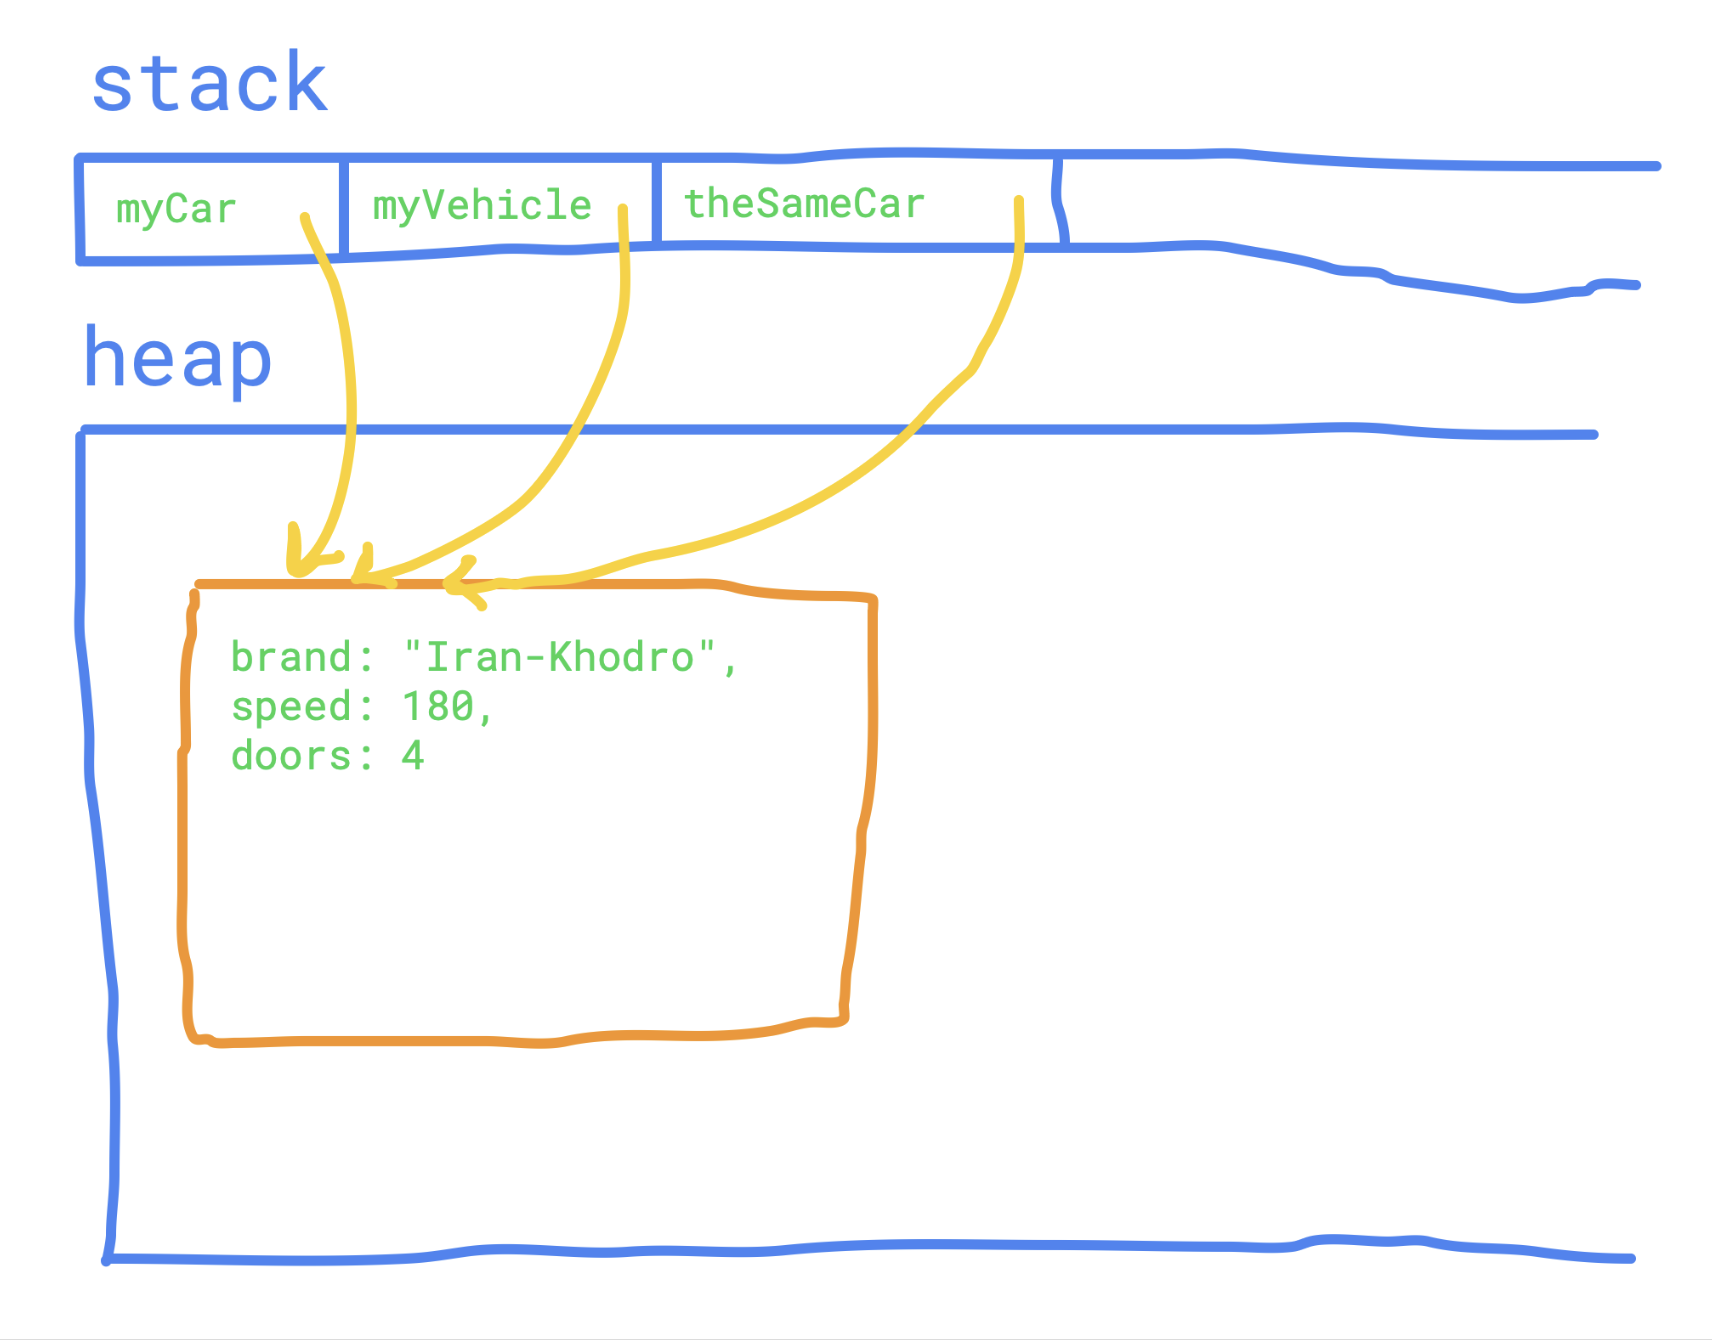 stack
myCar
myVehicle
theSameCar
heap
brand: "Iran-Khodro",
speed: 180,
doors: 4